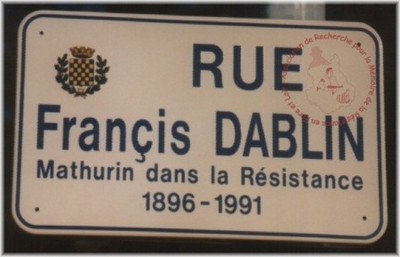 RUE
Françis DABLIN
Mathurin dans la Résistance
1896-1991